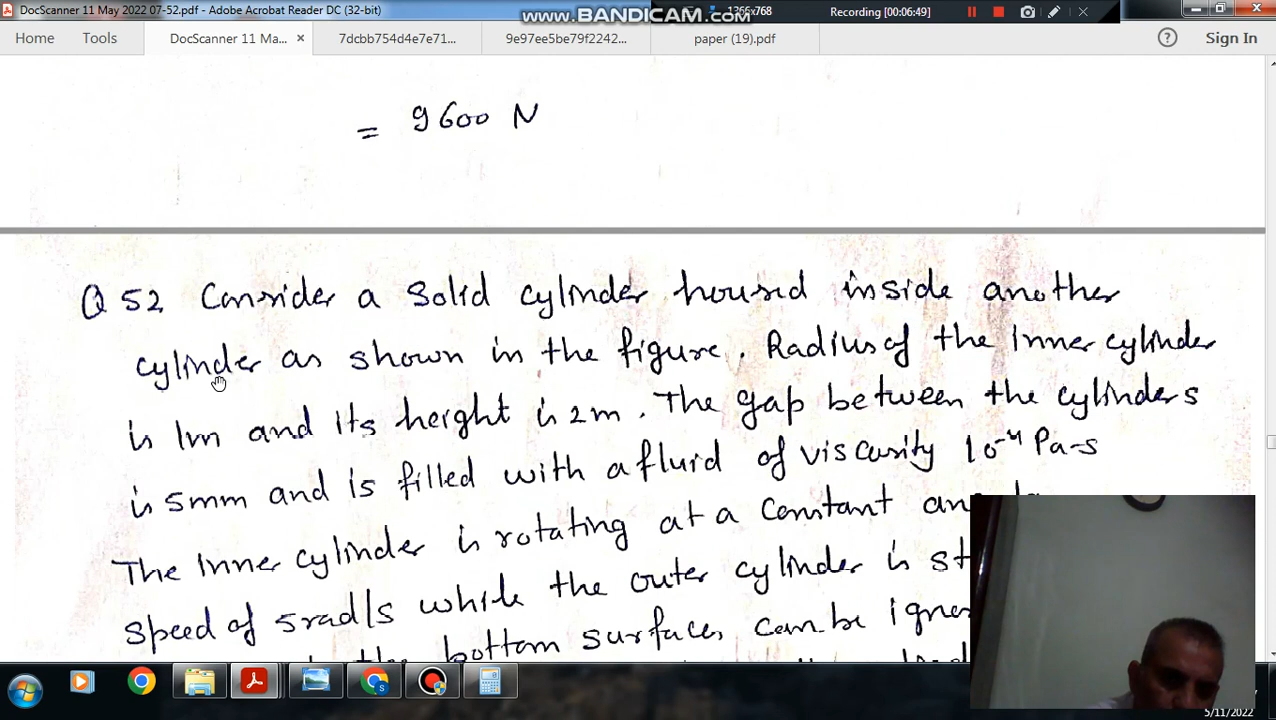 DocScanner 11 May 2022 07-52.pdf - Adobe Acrobat Reader DC (32-bit)
www.BANDICAM.com
1366x768
Recording [00:06:49]
Home Tools DocScanner 11 Ma... × 7dcbb754d4e7e71... 9e97ee5be79f2242... paper (19).pdf ? Sign In
= 9600 N
Q 52 Consider a solid cylinder housed inside another
cylinder as shown in the figure. Radius of the inner cylinder
is 1m and its height is 2m. The gap between the cylinders
is 5mm and is filled with a fluid of viscosity 10⁻⁴ Pa-s
The inner cylinder is rotating at a constant
speed of 5rad/s while the outer cylinder is
bottom surfaces can be
5/11/2022